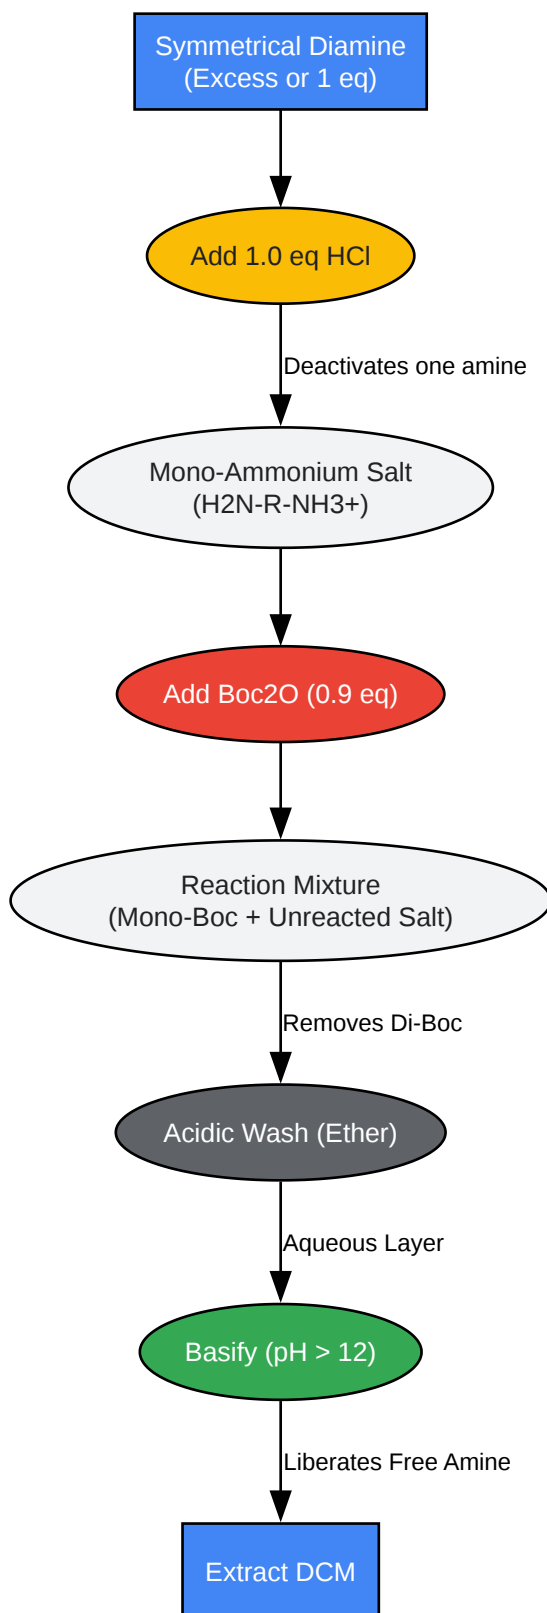 Symmetrical Diamine
(Excess or 1 eq)
Add 1.0 eq HCl
Deactivates one amine
Mono-Ammonium Salt
(H2N-R-NH3+)
Add Boc2O (0.9 eq)
Reaction Mixture
(Mono-Boc + Unreacted Salt)
Removes Di-Boc
Acidic Wash (Ether)
Aqueous Layer
Basify (pH > 12)
Liberates Free Amine
Extract DCM